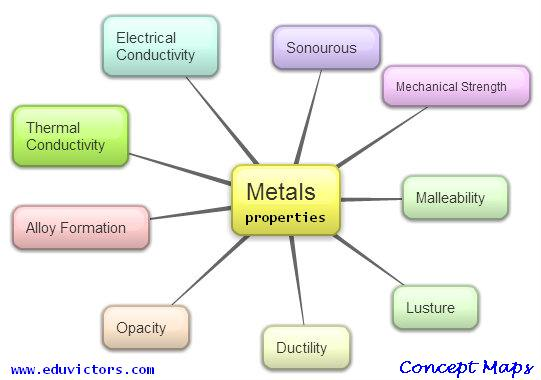 Electrical
Conductivity
Sonourous
Mechanical Strength
Thermal
Conductivity
Metals
properties
Malleability
Alloy Formation
Opacity
Ductility
Lusture
www.eduvictors.com
Concept Maps